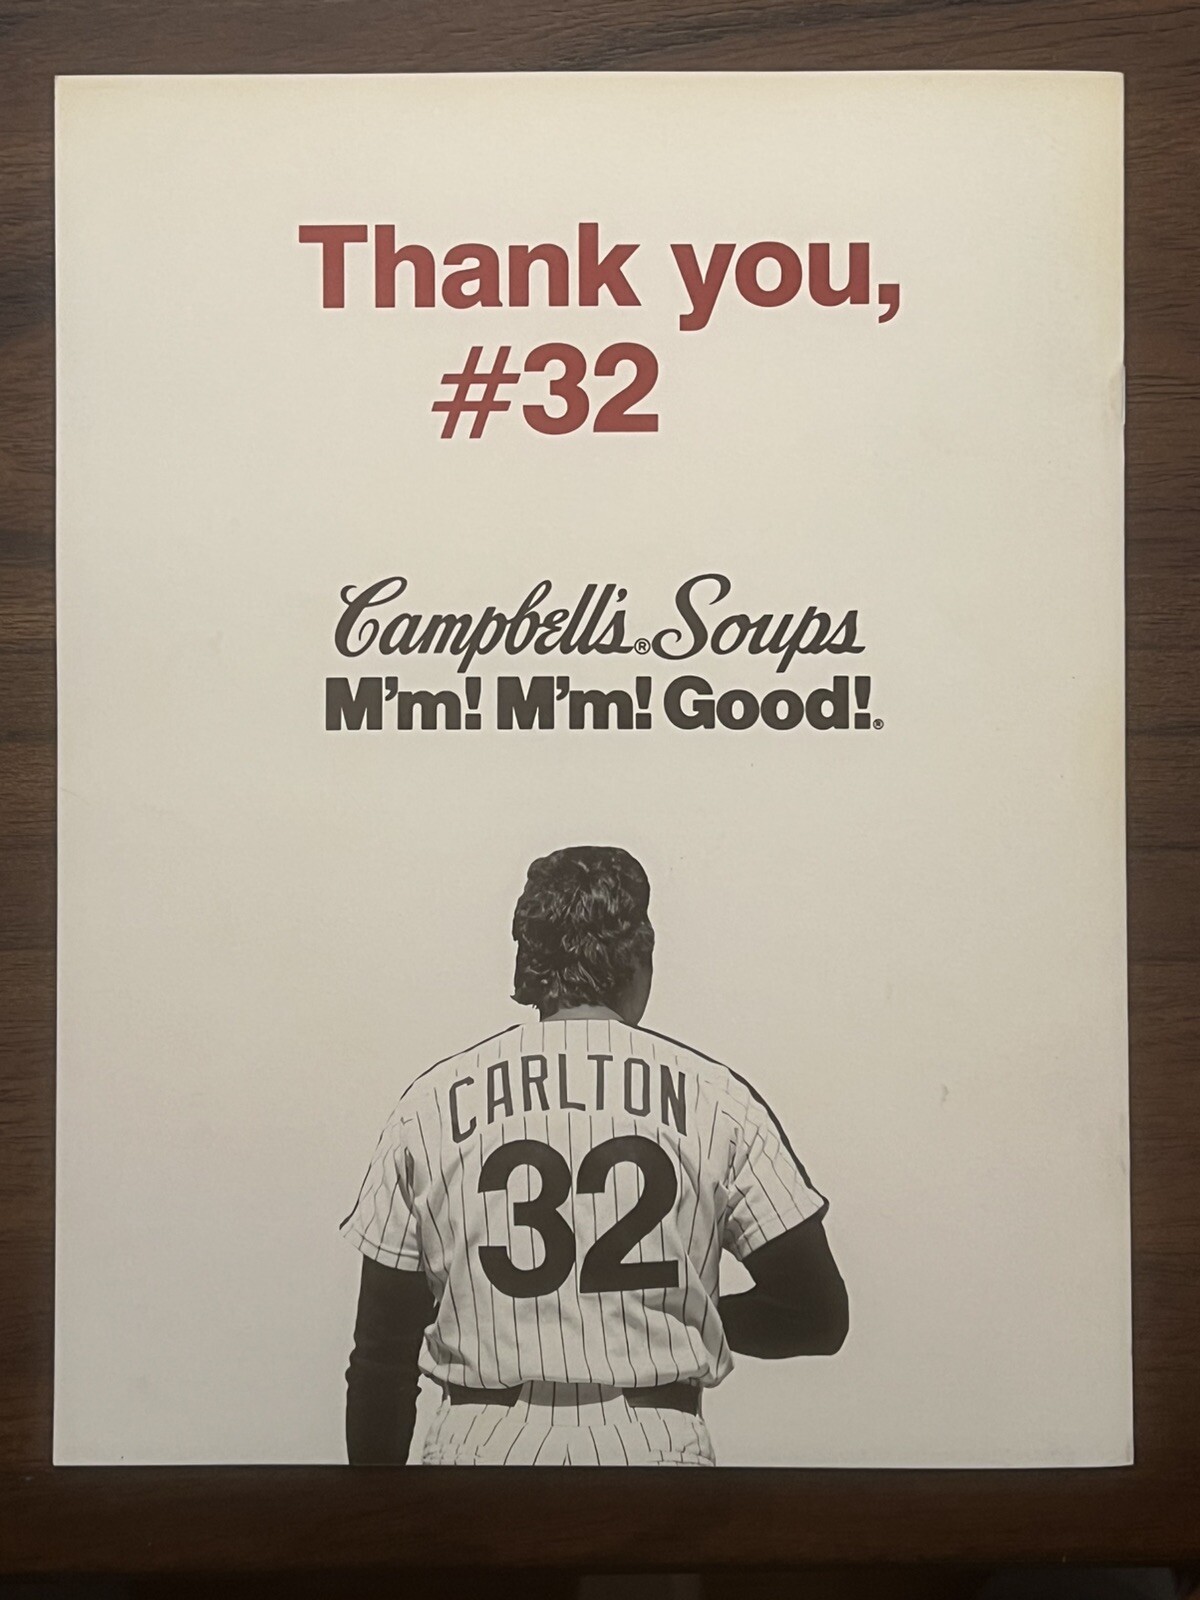 Thank you,
#32
Campbell's® Soups
M'm! M'm! Good!®
CARLTON
32